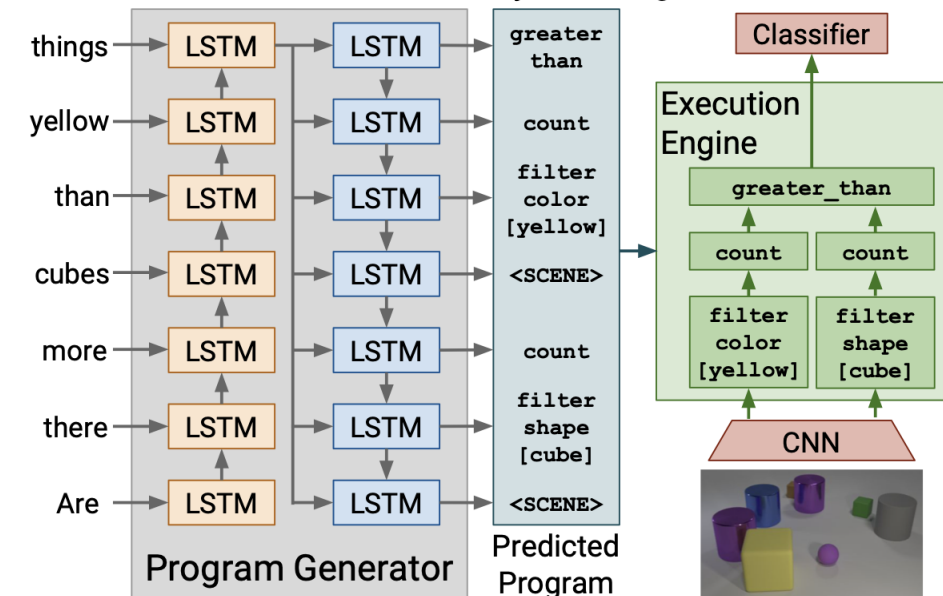 things
LSTM
LSTM
greater
than
yellow
LSTM
LSTM
count
than
LSTM
LSTM
filter
color
[yellow]
cubes
LSTM
LSTM
<SCENE>
more
LSTM
LSTM
count
there
LSTM
LSTM
filter
shape
[cube]
Are
LSTM
LSTM
<SCENE>
Program Generator
Predicted
Program
Classifier
Execution
Engine
greater_than
count
count
filter
color
[yellow]
filter
shape
[cube]
CNN